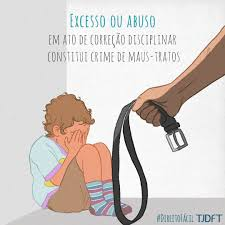 Excesso ou abuso
em ato de correção disciplinar
constitui crime de maus-tratos
#DireitoFácil TJDFT